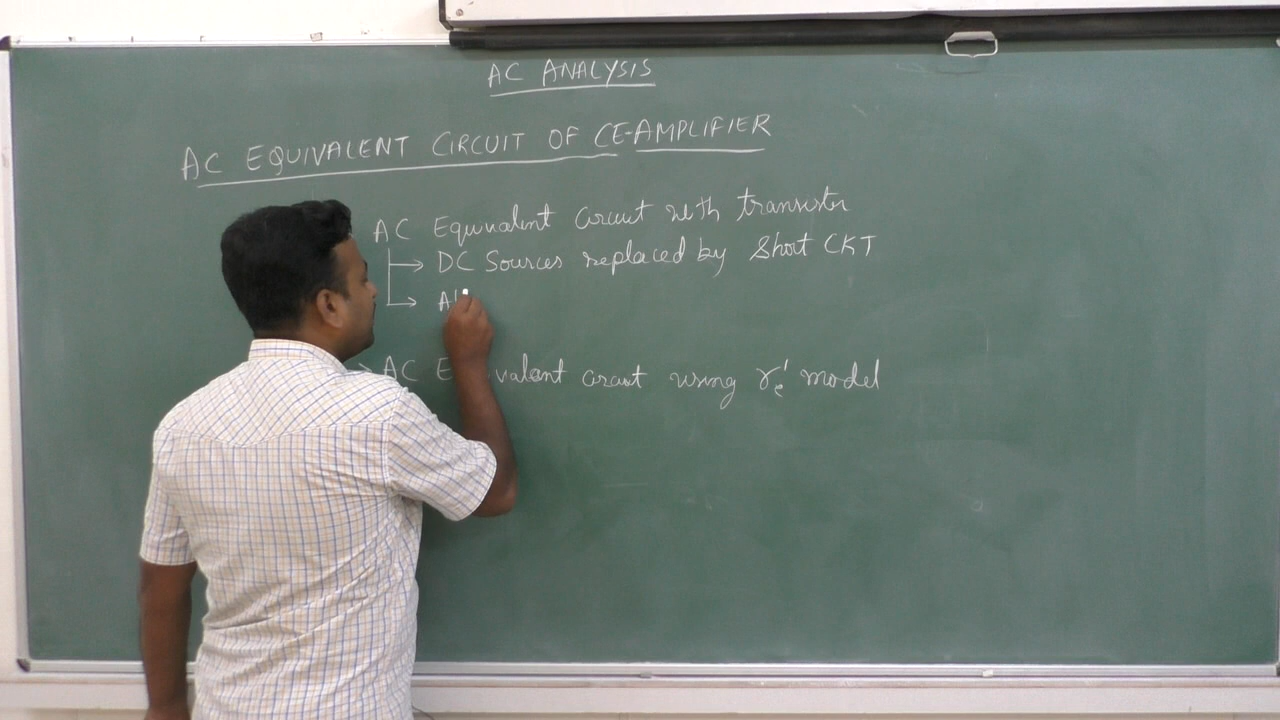 AC ANALYSIS
AC EQUIVALENT CIRCUIT OF CE-AMPLIFIER
AC Equivalent circuit with transistor
DC Sources replaced by Short CKT
AC circuit using re' model